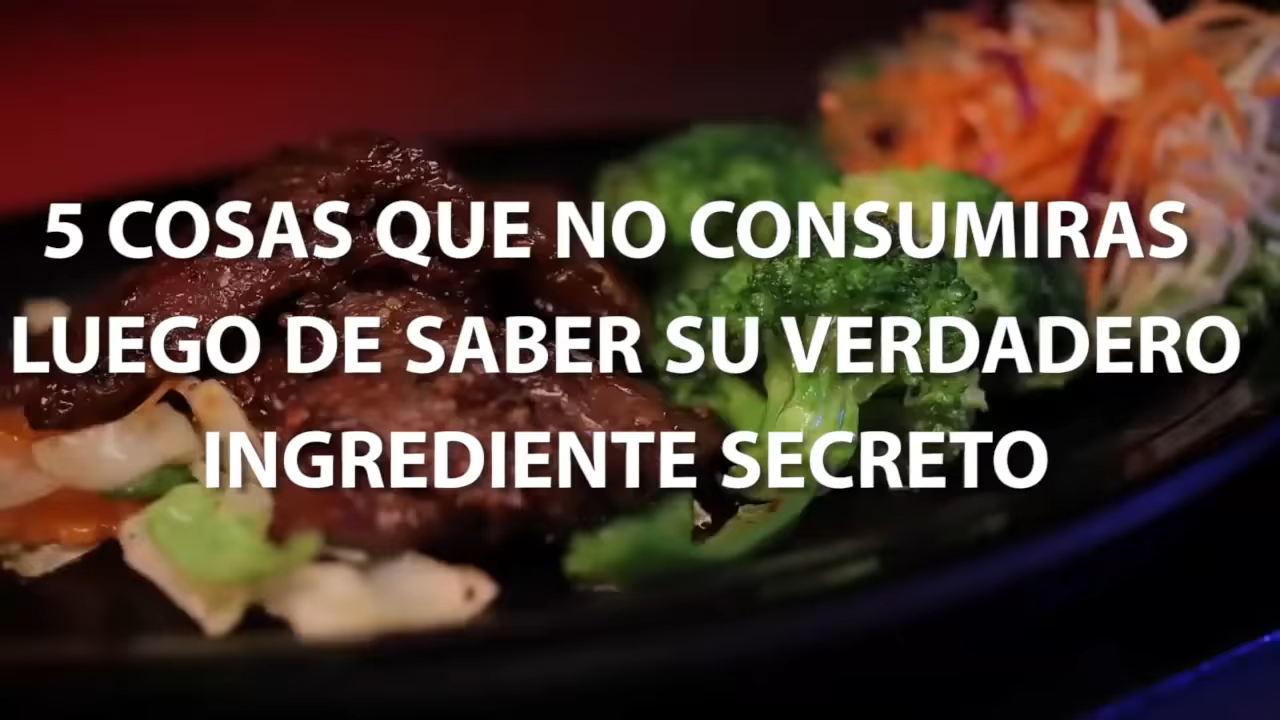 5 COSAS QUE NO CONSUMIRAS
LUEGO DE SABER SU VERDADERO
INGREDIENTE SECRETO